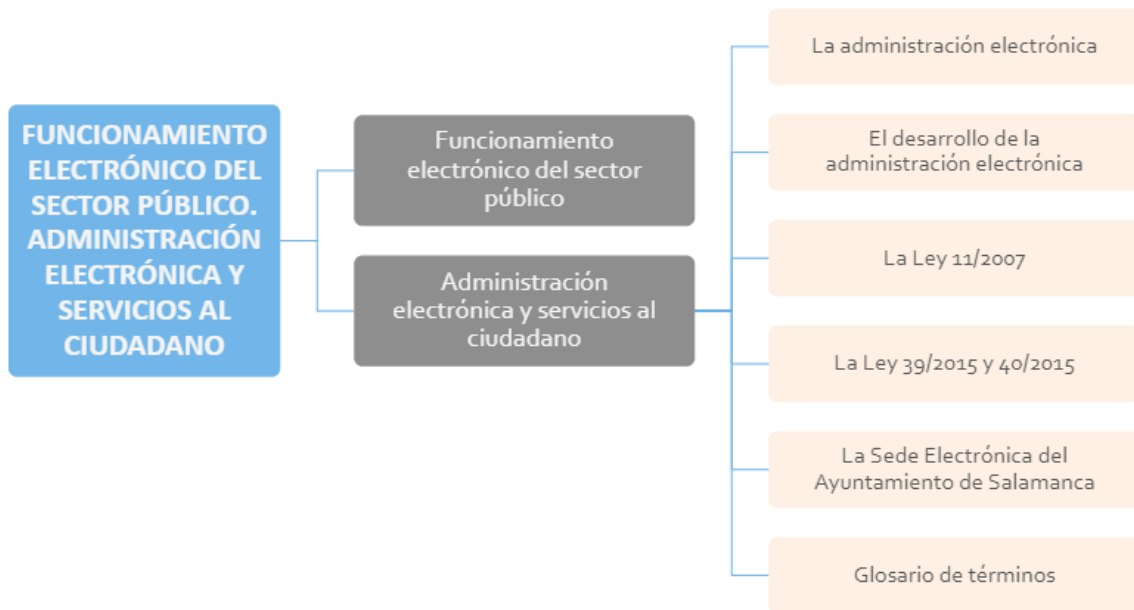 FUNCIONAMIENTO
ELECTRÓNICO DEL
SECTOR PÚBLICO.
ADMINISTRACIÓN
ELECTRÓNICA Y
SERVICIOS AL
CIUDADANO
Funcionamiento
electrónico del sector
público
Administración
electrónica y servicios al
ciudadano
La administración electrónica
El desarrollo de la
administración electrónica
La Ley 11/2007
La Ley 39/2015 y 40/2015
La Sede Electrónica del
Ayuntamiento de Salamanca
Glosario de términos